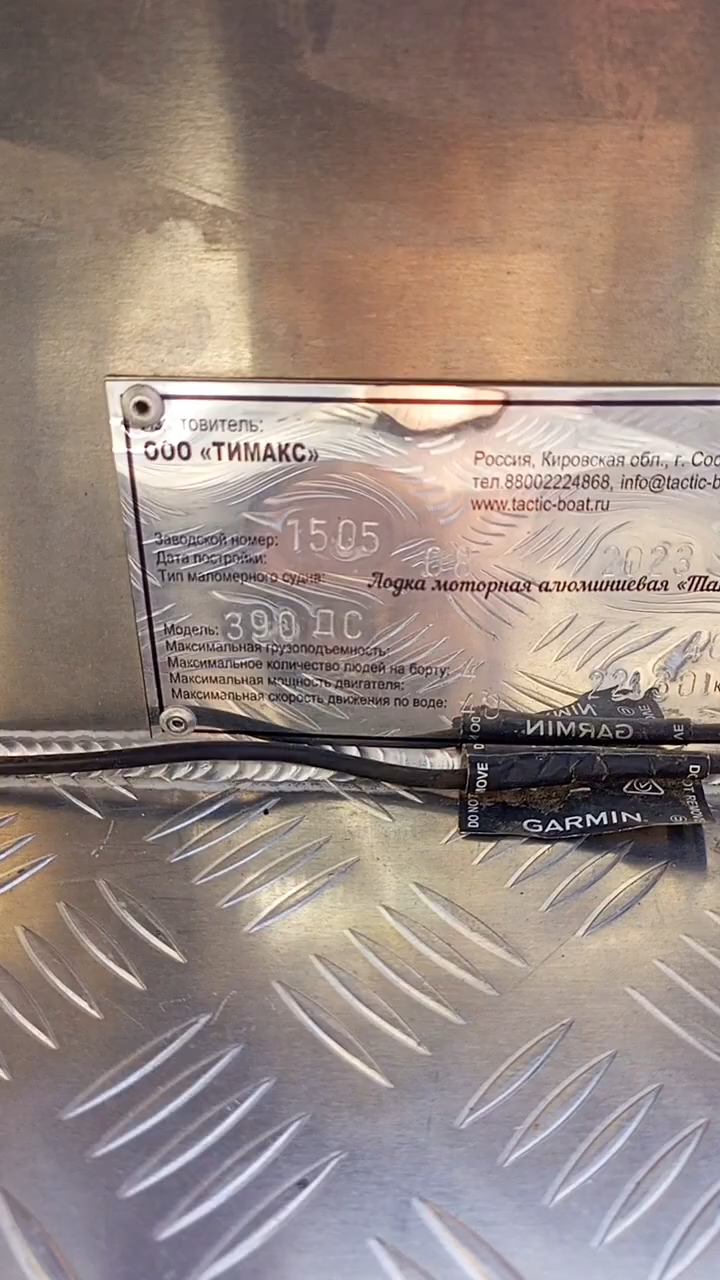 товитель:
ООО «ТИМАКС»
Россия, Кировская обл., г.
тел.88002224868, info@tactic-b
www.tactic-boat.ru
Заводской номер: 1505
Дата постройки: 08 2023
Тип маломерного судна: Лодка моторная алюминиевая
Модель: 390 ДС
Максимальная грузоподъемность:
Максимальное количество людей на борту: 4
Максимальная мощность двигателя:
Максимальная скорость движения по воде:
GARMIN
DO NOT REMOVE
GARMIN